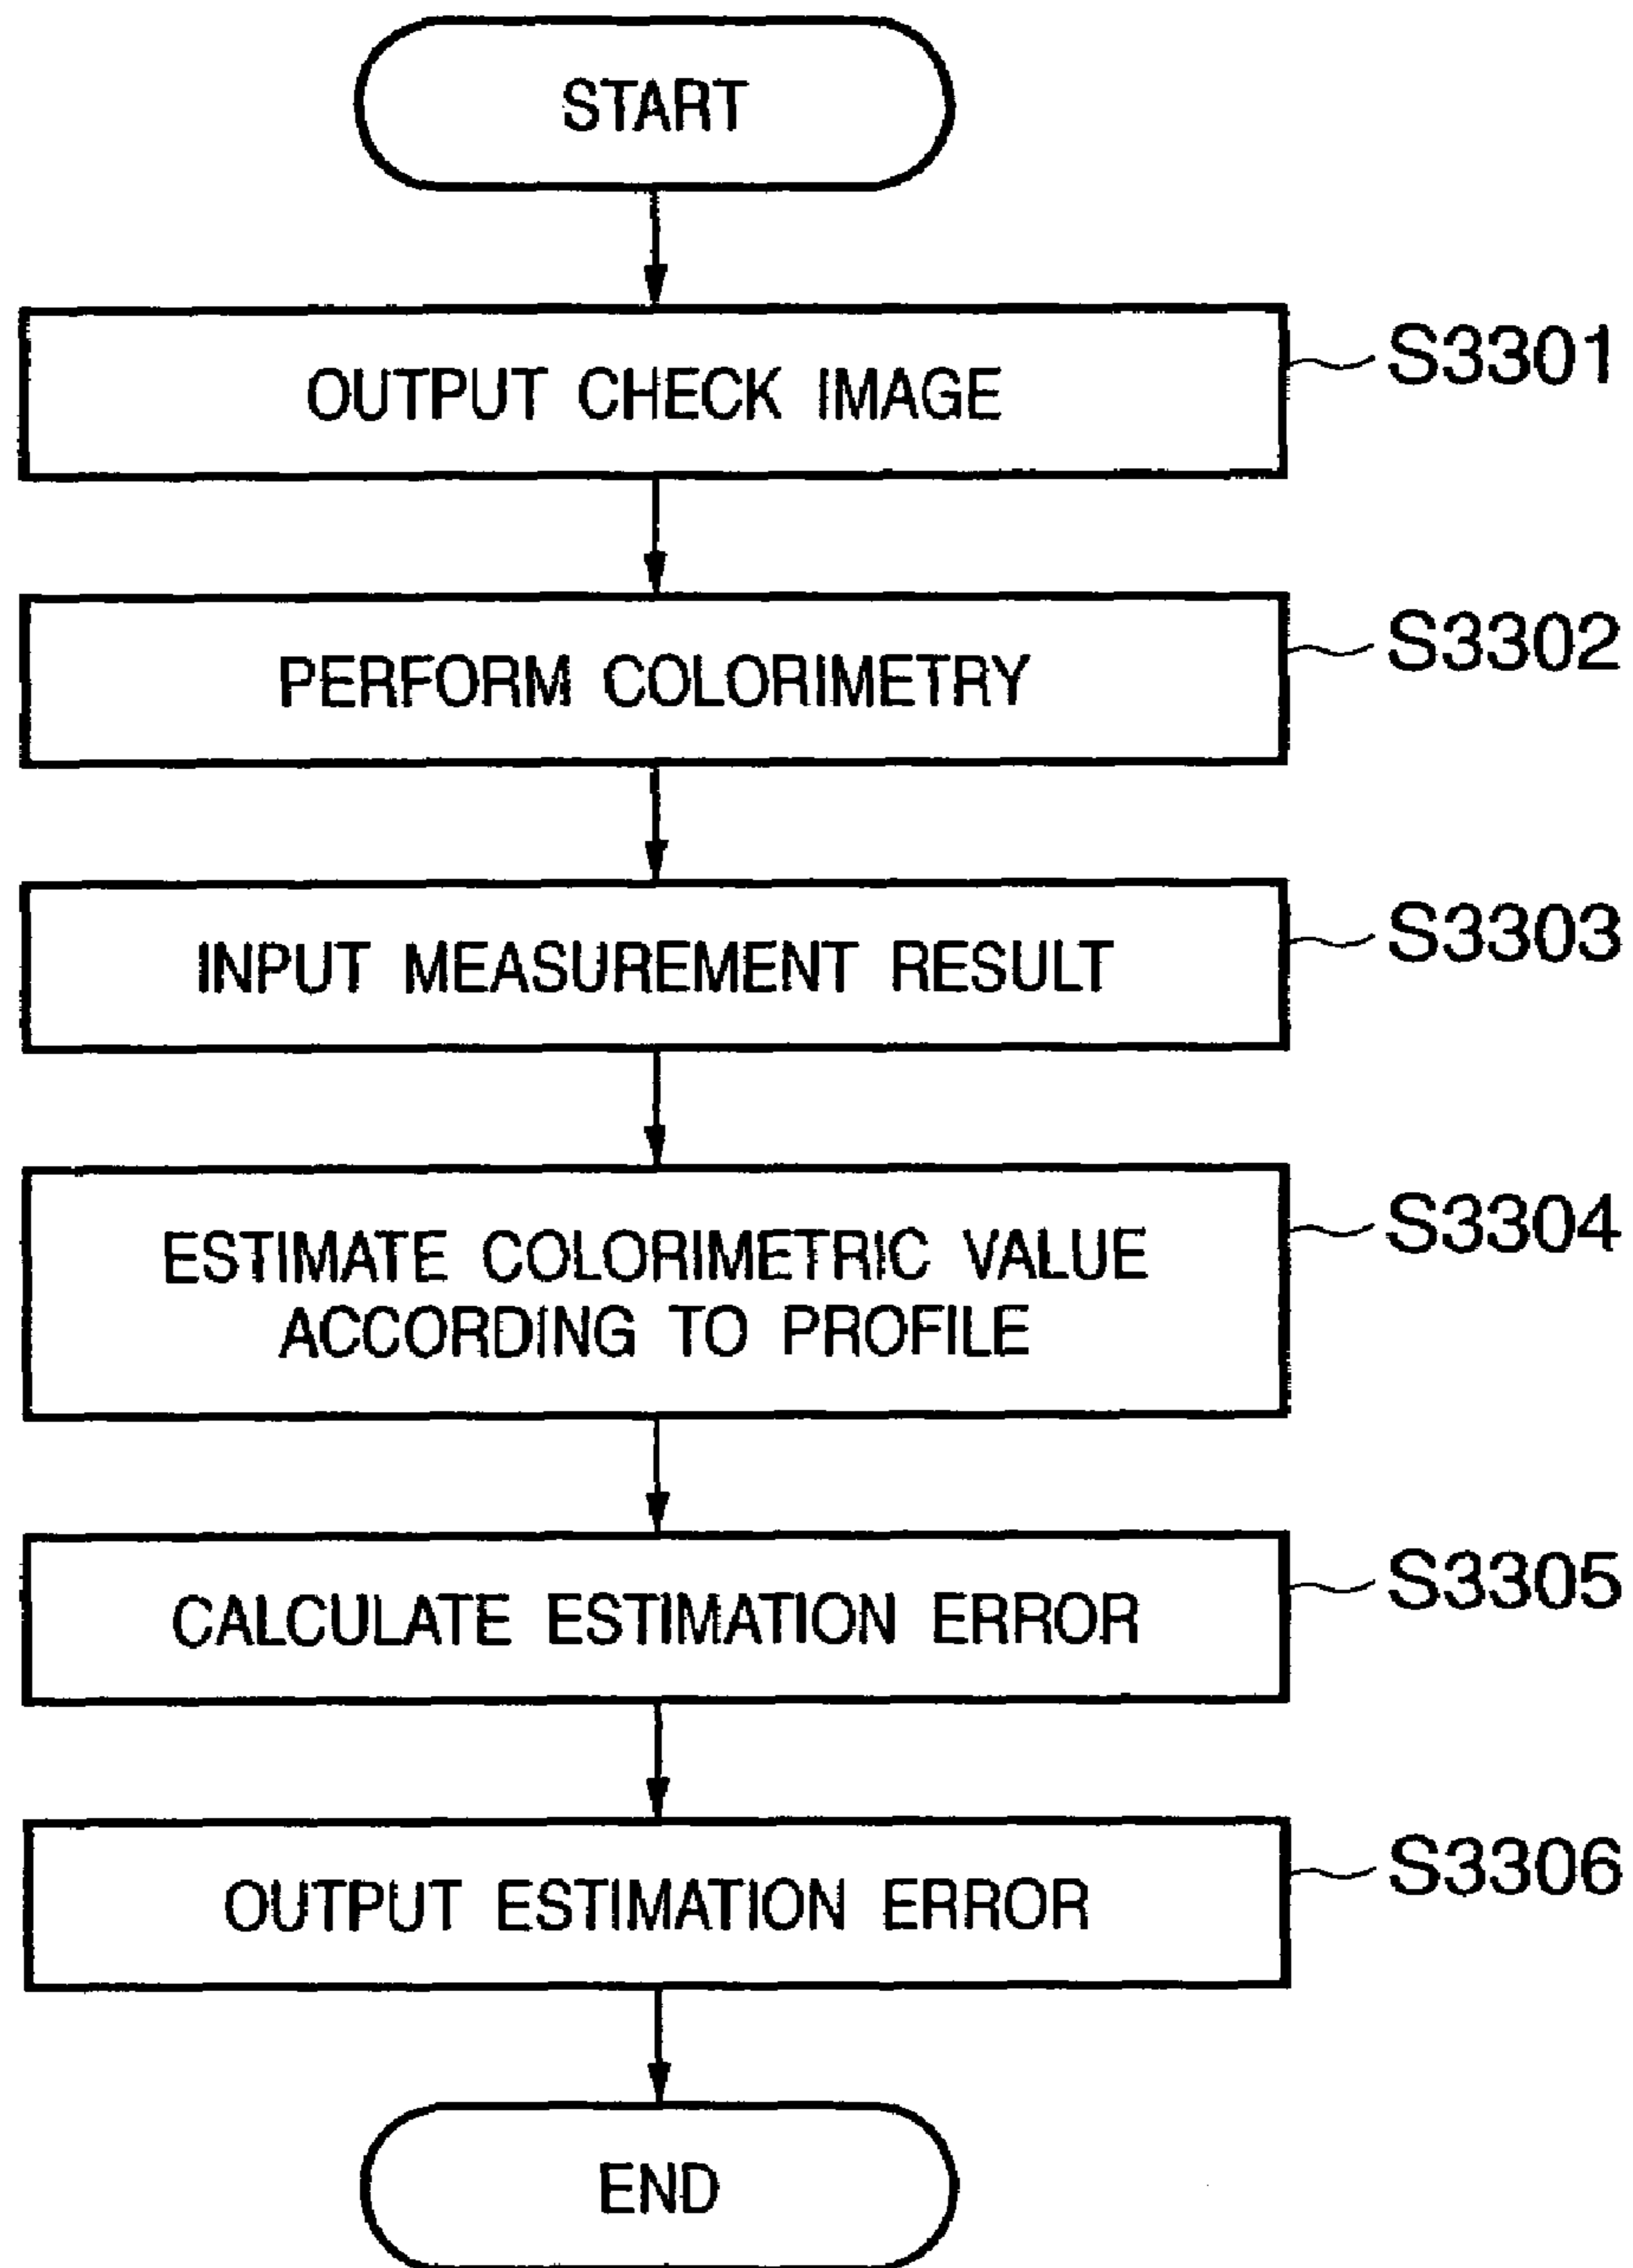 START
OUTPUT CHECK IMAGE
S3301
PERFORM COLORIMETRY
S3302
INPUT MEASUREMENT RESULT
S3303
ESTIMATE COLORIMETRIC VALUE
ACCORDING TO PROFILE
S3304
CALCULATE ESTIMATION ERROR
S3305
OUTPUT ESTIMATION ERROR
S3306
END